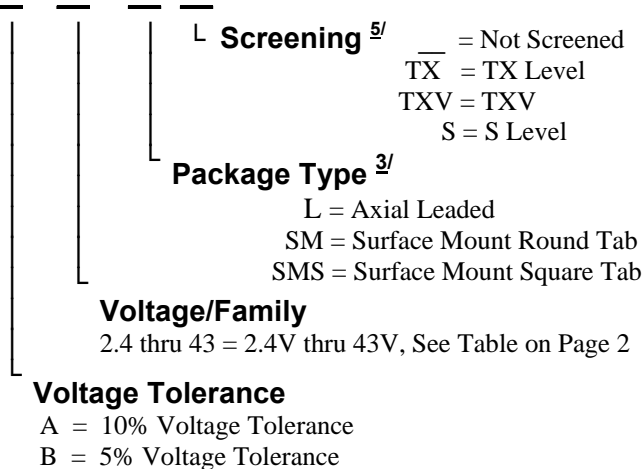 Screening 5/ __ = Not Screened
TX = TX Level
TXV = TXV
S = S Level
Package Type 3/
L = Axial Leaded
SM = Surface Mount Round Tab
SMS = Surface Mount Square Tab
Voltage/Family
2.4 thru 43 = 2.4V thru 43V, See Table on Page 2
Voltage Tolerance
A = 10% Voltage Tolerance
B = 5% Voltage Tolerance